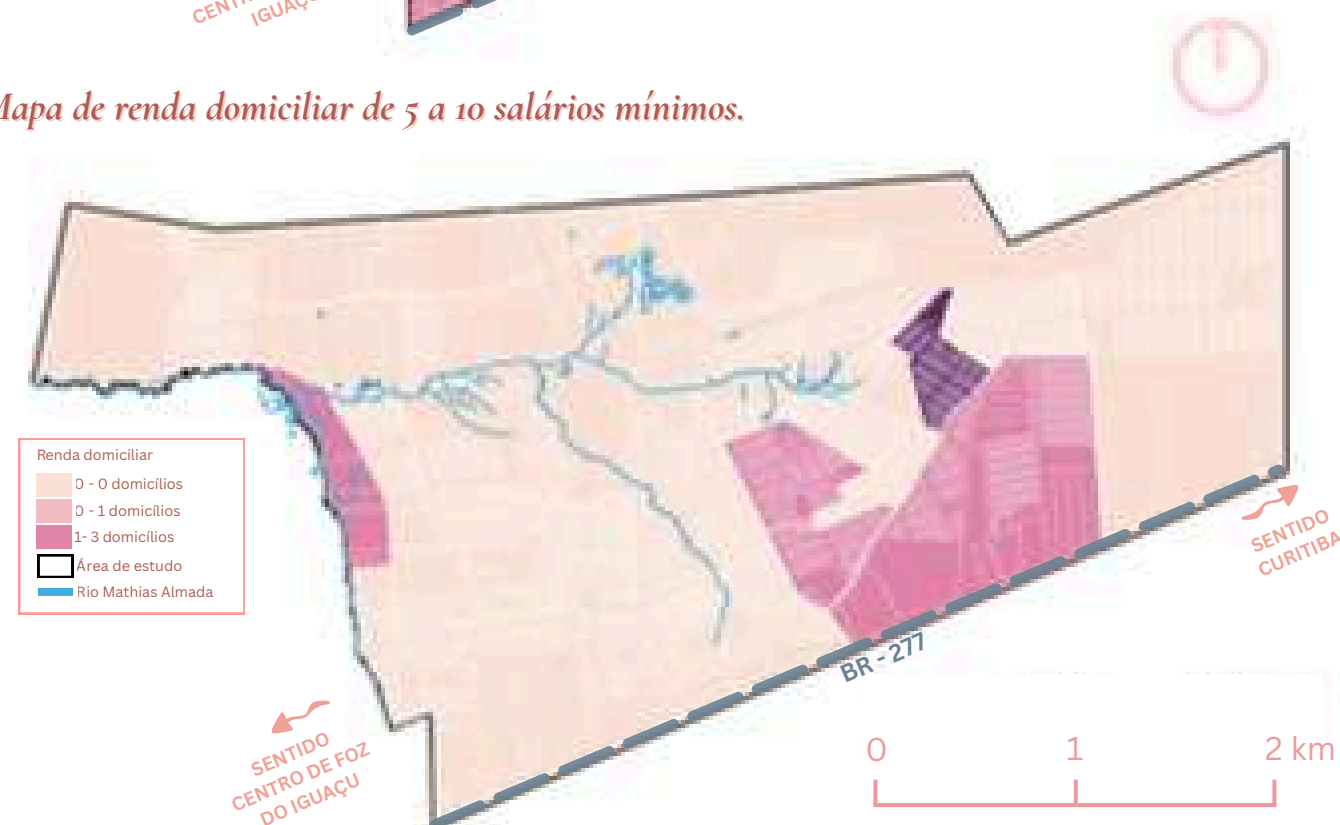 IGUAÇU
Mapa de renda domiciliar de 5 a 10 salários mínimos.
Renda domiciliar
0 - 0 domicílios
0 - 1 domicílios
1- 3 domicílios
Área de estudo
Rio Mathias Almada
SENTIDO
CURITIBA
BR - 277
SENTIDO
CENTRO DE FOZ
DO IGUAÇU
0 1 2 km